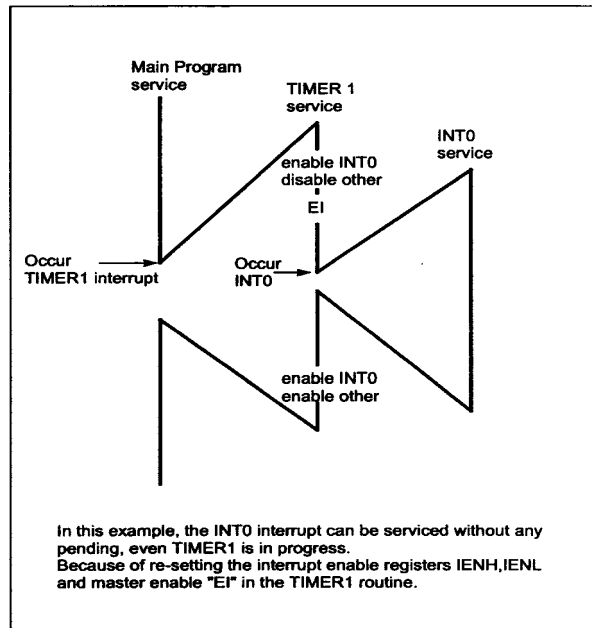 Main Program
service
TIMER 1
service
INT0
service
enable INT0
disable other
EI
Occur
TIMER1 interrupt
Occur
INT0
enable INT0
enable other
In this example, the INT0 interrupt can be serviced without any
pending, even TIMER1 is in progress.
Because of re-setting the interrupt enable registers IENH,IENL
and master enable "EI" in the TIMER1 routine.